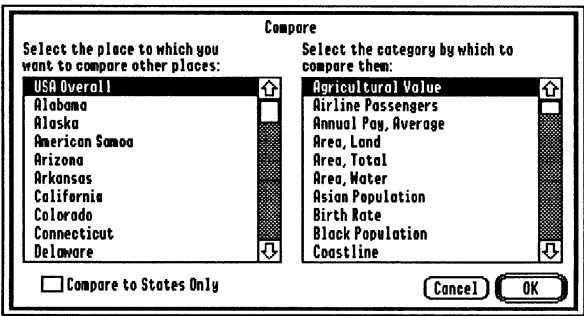 Compare
Select the place to which you
want to compare other places:
USA Overall
Alabama
Alaska
American Samoa
Arizona
Arkansas
California
Colorado
Connecticut
Delaware
Select the category by which to
compare them:
Agricultural Value
Airline Passengers
Annual Pay, Average
Area, Land
Area, Total
Area, Water
Asian Population
Birth Rate
Black Population
Coastline
Compare to States Only
Cancel
OK